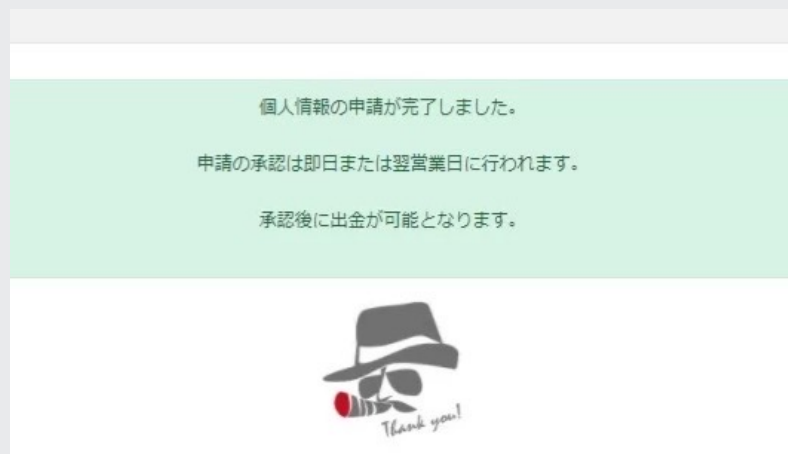 個人情報の申請が完了しました。
申請の承認は即日または翌営業日に行われます。
承認後に出金が可能となります。
Thank you!